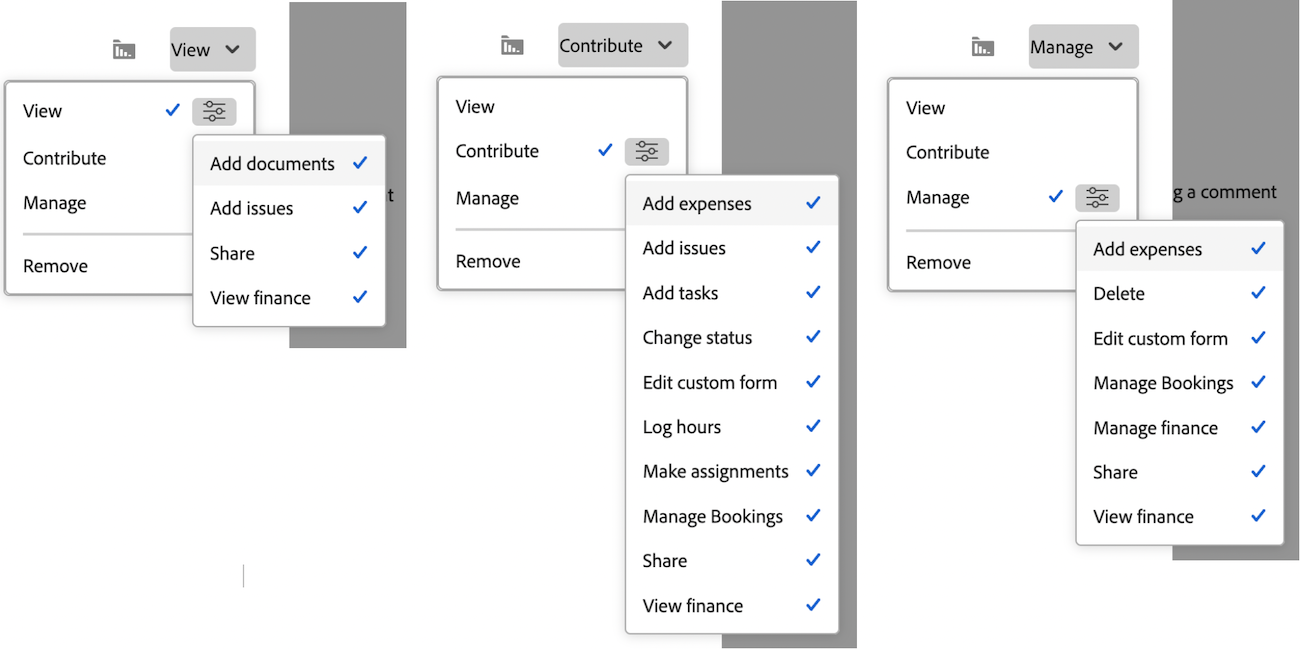 View
View
Contribute
Manage
Remove
Add documents
Add issues
Share
View finance
t
Contribute
View
Contribute
Manage
Remove
Add expenses
Add issues
Add tasks
Change status
Edit custom form
Log hours
Make assignments
Manage Bookings
Share
View finance
Manage
View
Contribute
Manage
Remove
g a comment
Add expenses
Delete
Edit custom form
Manage Bookings
Manage finance
Share
View finance